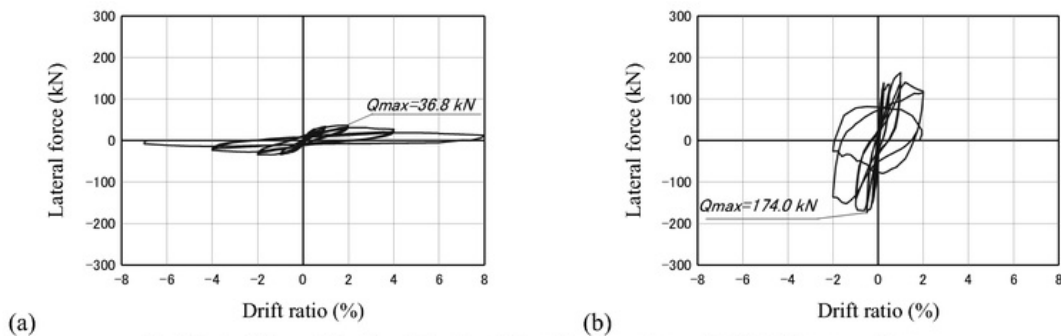 300
200
100
0
-100
-200
-300
-8 -6 -4 -2 0 2 4 6 8
Lateral force (kN)
Drift ratio (%)
Qmax=36.8 kN
(a)
300
200
100
0
-100
-200
-300
-8 -6 -4 -2 0 2 4 6 8
Lateral force (kN)
Drift ratio (%)
Qmax=174.0 kN
(b)